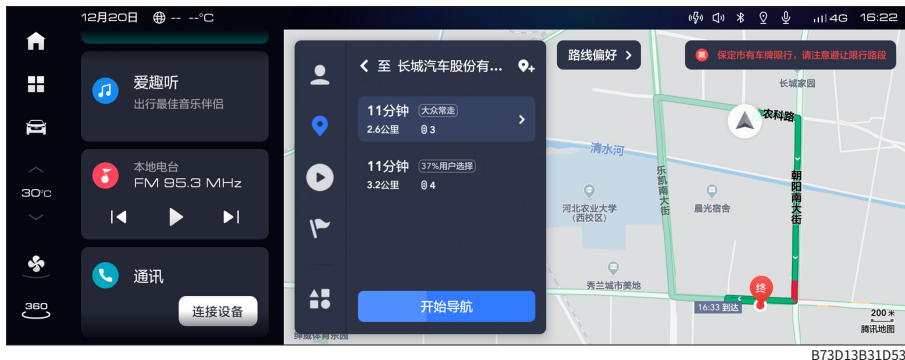 12月20日 -- --°C
4G 16:22
爱趣听
出行最佳音乐伴侣
本地电台
FM 95.3 MHz
通讯
连接设备
30°C
360
至 长城汽车股份有...
11分钟 大众常走
2.6公里 3
11分钟 37%用户选择
3.2公里 4
开始导航
路线偏好
限 保定市有车牌限行，请注意避让限行路段
长城家园
农科路
清水河
乐凯南大街
朝阳南大街
河北农业大学
(西校区)
晨光宿舍
秀兰城市美地
终
16:33 到达
200米
腾讯地图
绅威体育乐园
B73D13B31D53